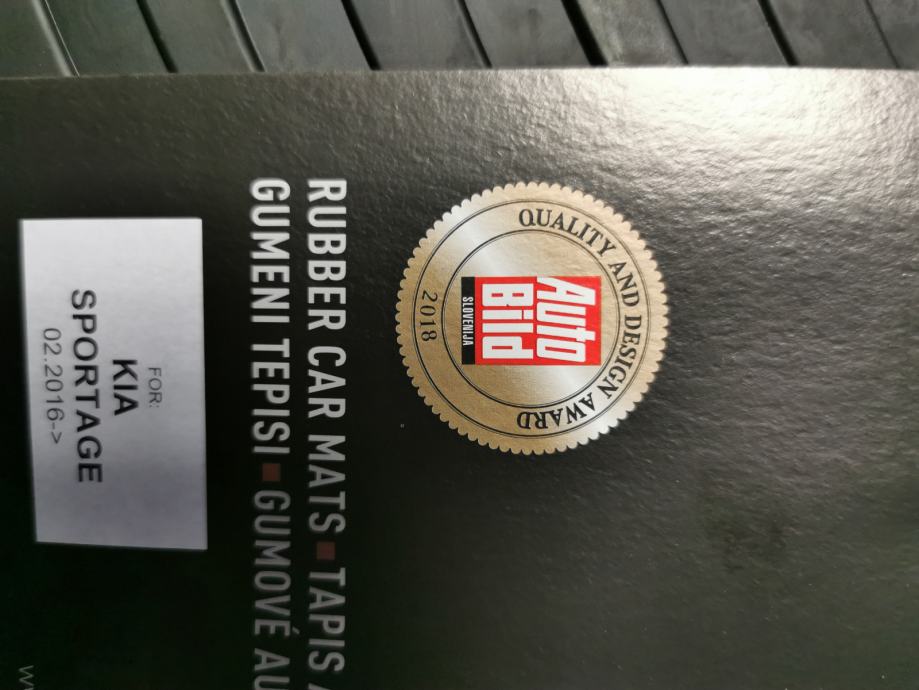 QUALITY AND DESIGN AWARD
Auto
Bild
SLOVENIJA
2018
RUBBER CAR MATS ■ TAPIS
GUMENI TEPISI ■ GUMOVÉ
FOR:
KIA
SPORTAGE
02.2016->